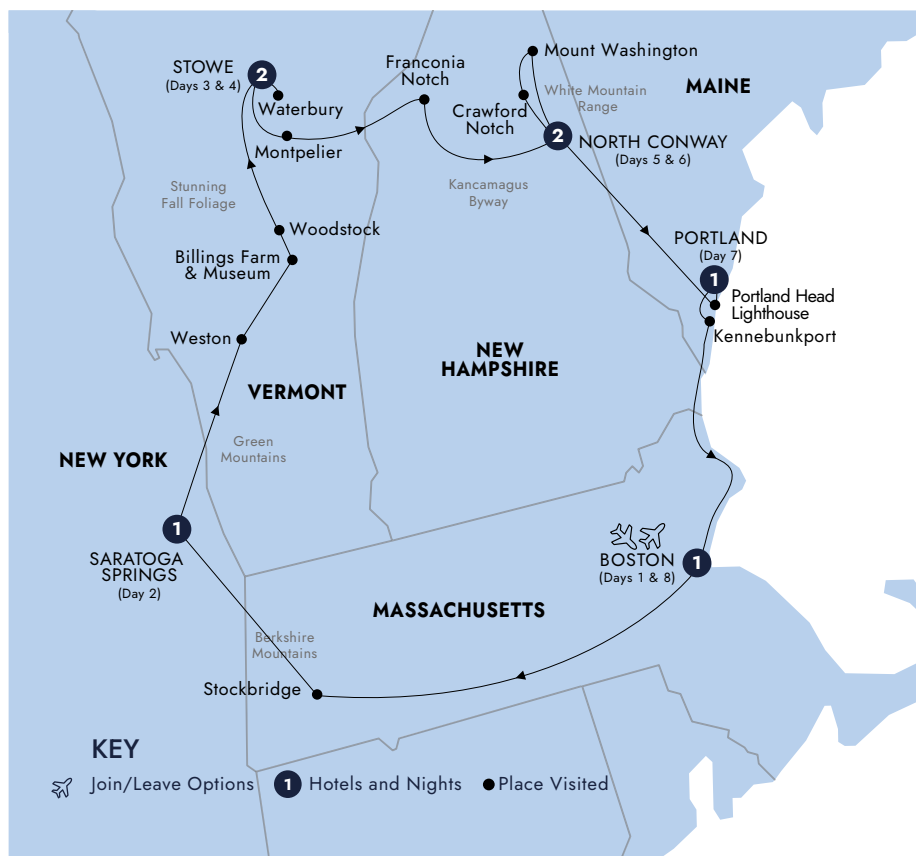 STOWE
(Days 3 & 4)
2
Waterbury
Montpelier
Franconia
Notch
Mount Washington
White Mountain
Range
MAINE
Crawford
Notch
2
NORTH CONWAY
(Days 5 & 6)
Kancamagus
Byway
Stunning
Fall Foliage
Woodstock
Billings Farm
& Museum
PORTLAND
(Day 7)
1
Portland Head
Lighthouse
Kennebunkport
Weston
NEW
HAMPSHIRE
VERMONT
Green
Mountains
NEW YORK
1
SARATOGA
SPRINGS
(Day 2)
BOSTON
(Days 1 & 8)
1
MASSACHUSETTS
Berkshire
Mountains
Stockbridge
KEY
Join/Leave Options
1
Hotels and Nights
Place Visited